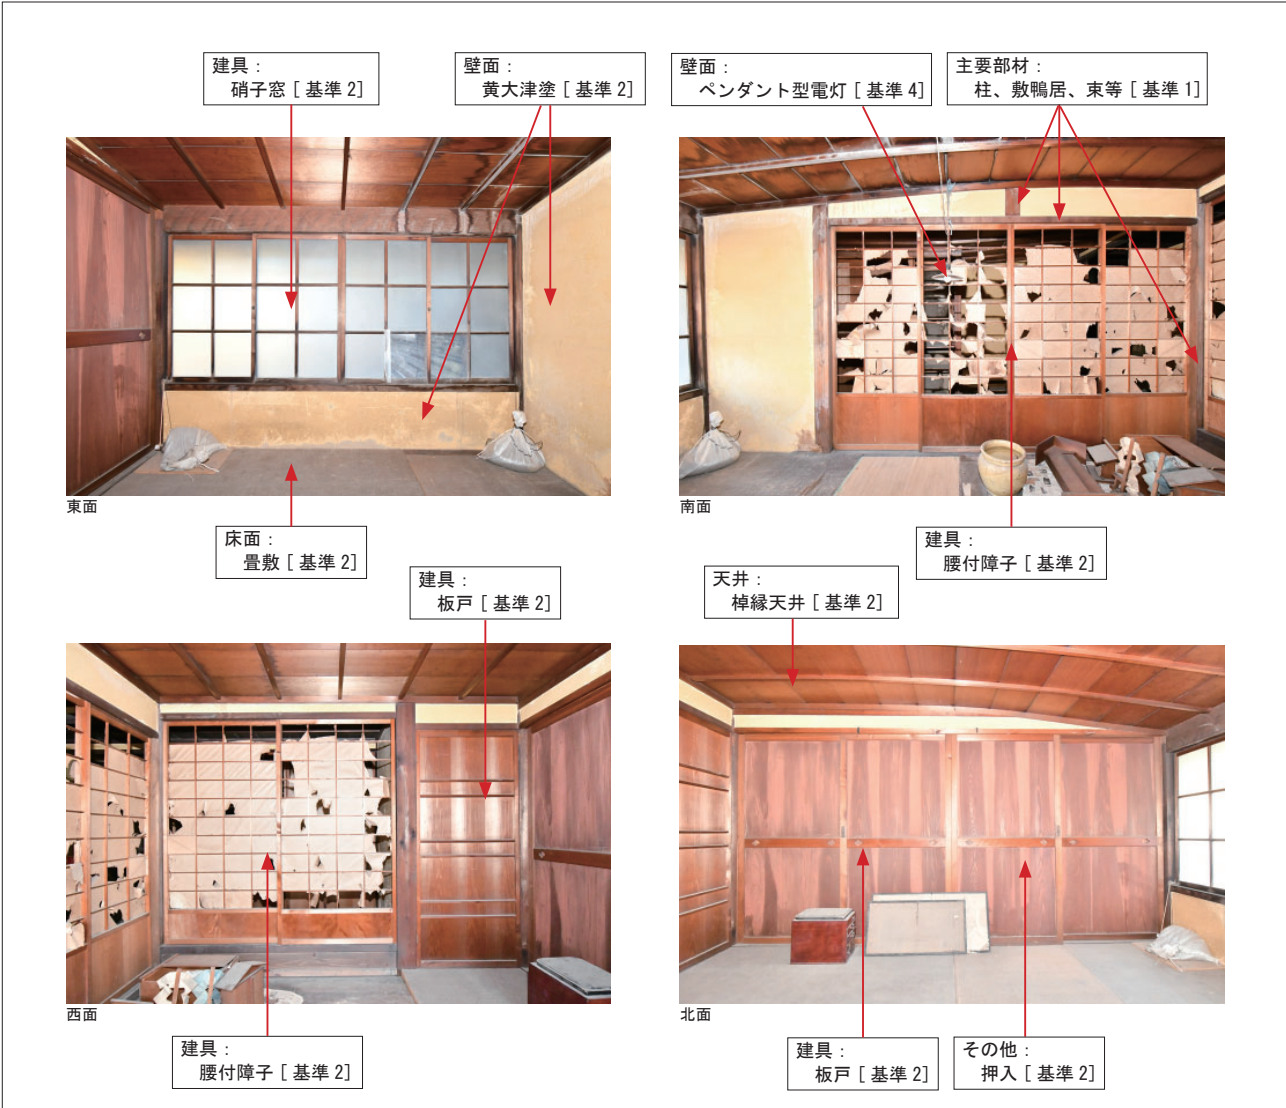 建具：
硝子窓 [ 基準 2]
壁面：
黄大津塗 [ 基準 2]
壁面：
ペンダント型電灯 [ 基準 4]
主要部材：
柱、敷鴨居、束等 [ 基準 1]
東面
南面
床面：
畳敷 [ 基準 2]
建具：
腰付障子 [ 基準 2]
建具：
板戸 [ 基準 2]
天井：
棹縁天井 [ 基準 2]
西面
北面
建具：
腰付障子 [ 基準 2]
建具：
板戸 [ 基準 2]
その他：
押入 [ 基準 2]